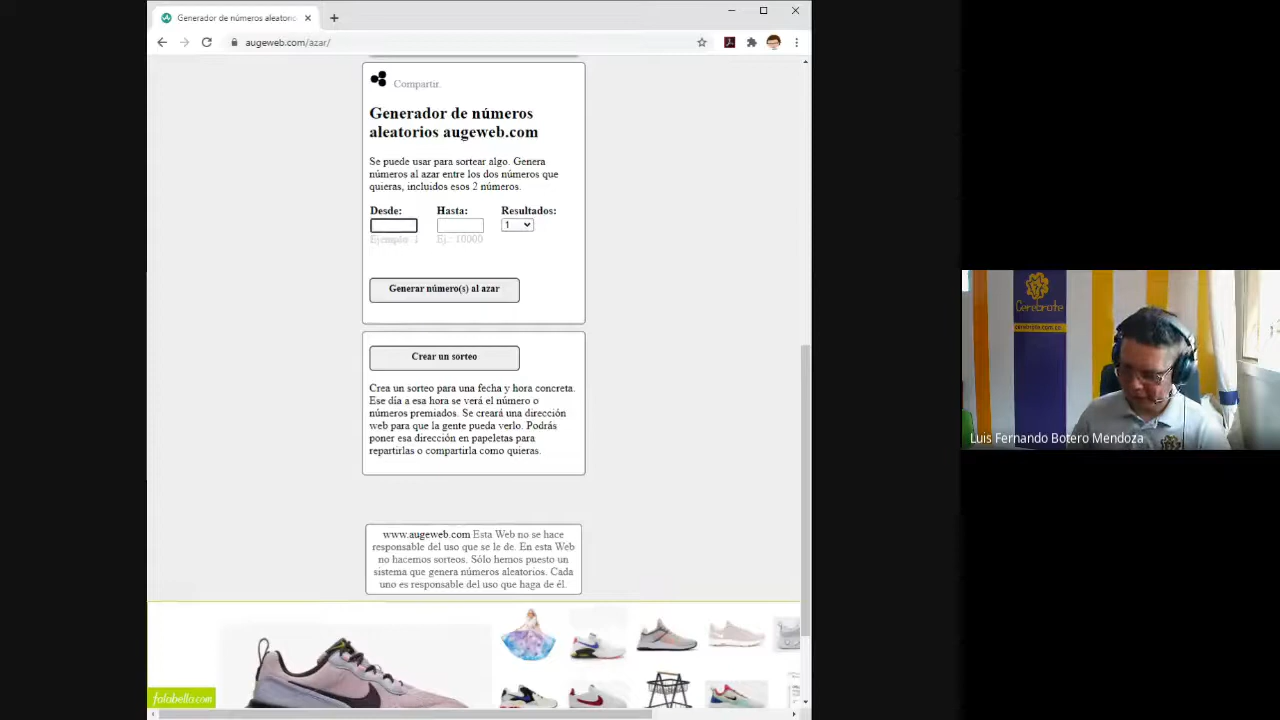 Generador de números aleatorio
augeweb.com/azar/
Compartir.
Generador de números
aleatorios augeweb.com
Se puede usar para sortear algo. Genera
números al azar entre los dos números que
quieras, incluidos esos 2 números.
Desde: Hasta: Resultados:
1
Ejemplo: 1 Ej.: 10000
Generar número(s) al azar
Crear un sorteo
Crea un sorteo para una fecha y hora concreta.
Ese día a esa hora se verá el número o
números premiados. Se creará una dirección
web para que la gente pueda verlo. Podrás
poner esa dirección en papeletas para
repartirlas o compartirla como quieras.
www.augeweb.com Esta Web no se hace
responsable del uso que se le de. En esta Web
no hacemos sorteos. Sólo hemos puesto un
sistema que genera números aleatorios. Cada
uno es responsable del uso que haga de él.
falabella.com
Cerebrate
cerebrate.com.co
Luis Fernando Botero Mendoza